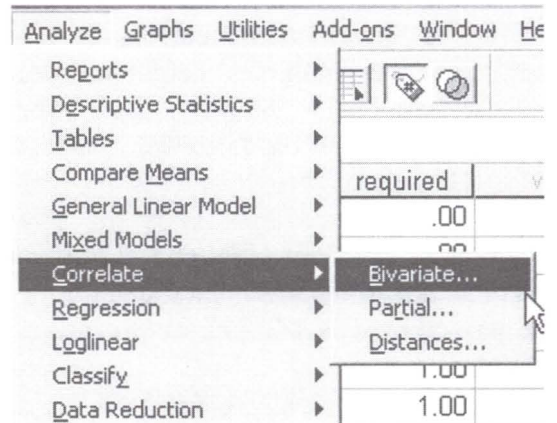 Analyze Graphs Utilities Add-ons Window He
Reports
Descriptive Statistics
Tables
Compare Means
required
General Linear Model
.00
Mixed Models
Correlate
Bivariate...
Regression
Partial...
Loglinear
Distances...
Classify
1.00
Data Reduction
1.00